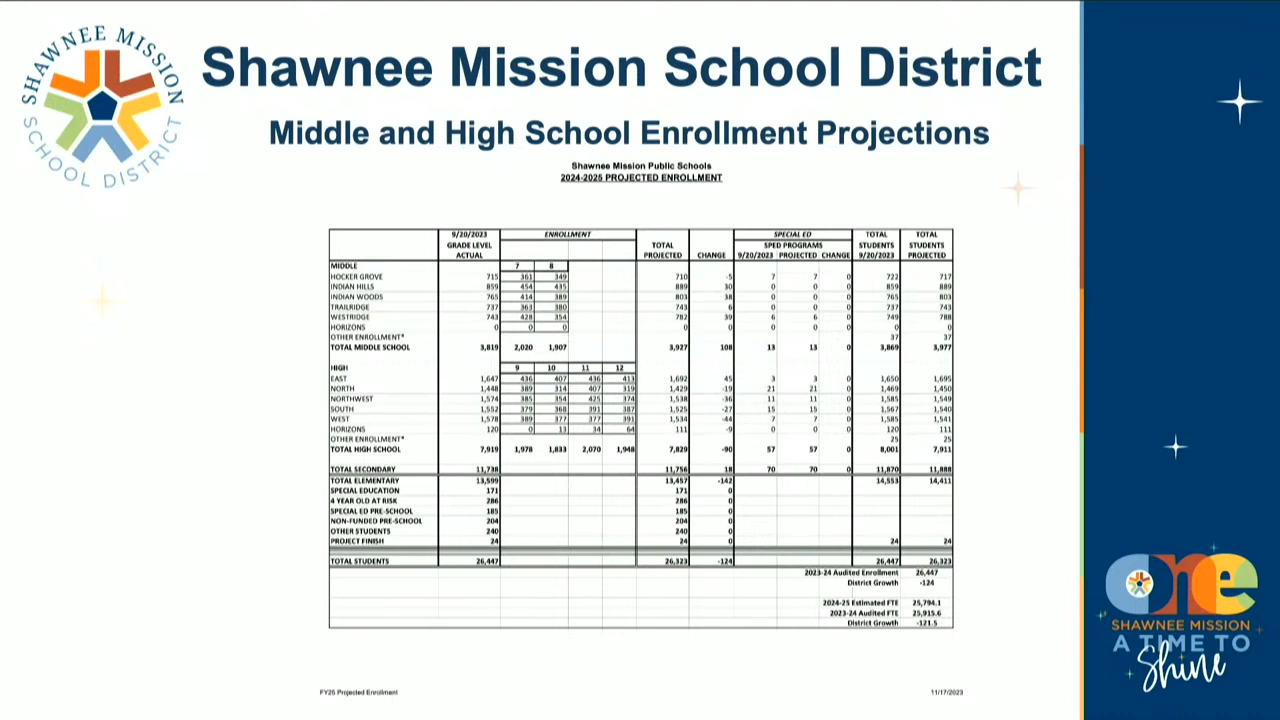 SHAWNEE MISSION
SCHOOL DISTRICT
Shawnee Mission School District
Middle and High School Enrollment Projections
Shawnee Mission Public Schools
2024-2025 PROJECTED ENROLLMENT
9/20/2023 ENROLLMENT SPECIAL ED TOTAL TOTAL
GRADE LEVEL TOTAL SPED PROGRAMS STUDENTS STUDENTS
ACTUAL PROJECTED CHANGE 9/20/2023 PROJECTED CHANGE 9/20/2023 PROJECTED
MIDDLE 7 8
HOCKER GROVE 715 361 349 710 -5 7 7 0 722 717
INDIAN HILLS 859 454 435 889 30 0 0 0 859 889
INDIAN WOODS 765 414 389 803 38 0 0 0 765 803
TRAILRIDGE 737 363 380 743 6 0 0 0 737 743
WESTRIDGE 743 428 354 782 39 6 6 0 749 788
HORIZONS 0 0 0 0 0 0 0 0 0 0
OTHER ENROLLMENT* 37 37
TOTAL MIDDLE SCHOOL 3,819 2,020 1,907 3,927 108 13 13 0 3,869 3,977
HIGH 9 10 11 12
EAST 1,647 436 407 436 413 1,692 45 3 3 0 1,650 1,695
NORTH 1,448 389 314 407 319 1,429 -19 21 21 0 1,469 1,450
NORTHWEST 1,574 385 354 425 374 1,538 -36 11 11 0 1,585 1,549
SOUTH 1,552 379 368 391 387 1,525 -27 15 15 0 1,567 1,540
WEST 1,578 389 377 377 391 1,534 -44 7 7 0 1,585 1,541
HORIZONS 120 0 13 34 64 111 -9 0 0 0 120 111
OTHER ENROLLMENT* 25 25
TOTAL HIGH SCHOOL 7,919 1,978 1,833 2,070 1,948 7,829 -90 57 57 0 8,001 7,911
TOTAL SECONDARY 11,738 11,756 18 70 70 0 11,870 11,888
TOTAL ELEMENTARY 13,599 13,457 -142 14,553 14,411
SPECIAL EDUCATION 171 171 0
4 YEAR OLD AT RISK 286 286 0
SPECIAL ED PRE-SCHOOL 185 185 0
NON-FUNDED PRE-SCHOOL 204 204 0
OTHER STUDENTS 240 240 0
PROJECT FINISH 24 24 0 24 24
TOTAL STUDENTS 26,447 26,323 -124 26,447 26,323
2023-24 Audited Enrollment 26,447
District Growth -124
2024-25 Estimated FTE 25,794.1
2023-24 Audited FTE 25,915.6
District Growth -121.5
FY25 Projected Enrollment 11/17/2023
one
SHAWNEE MISSION
A TIME TO
Shine